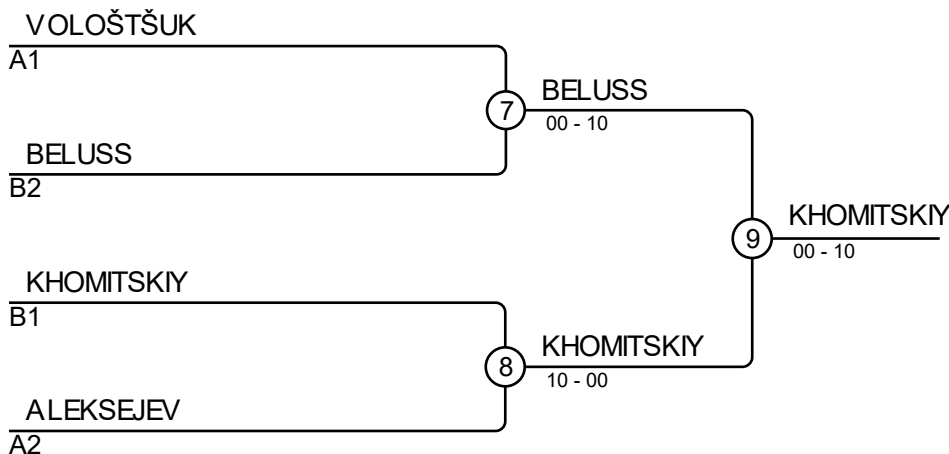 VOLOŠTŠUK
A1
7
BELUSS
00 - 10
BELUSS
B2
9
KHOMITSKIY
00 - 10
KHOMITSKIY
B1
8
KHOMITSKIY
10 - 00
ALEKSEJEV
A2